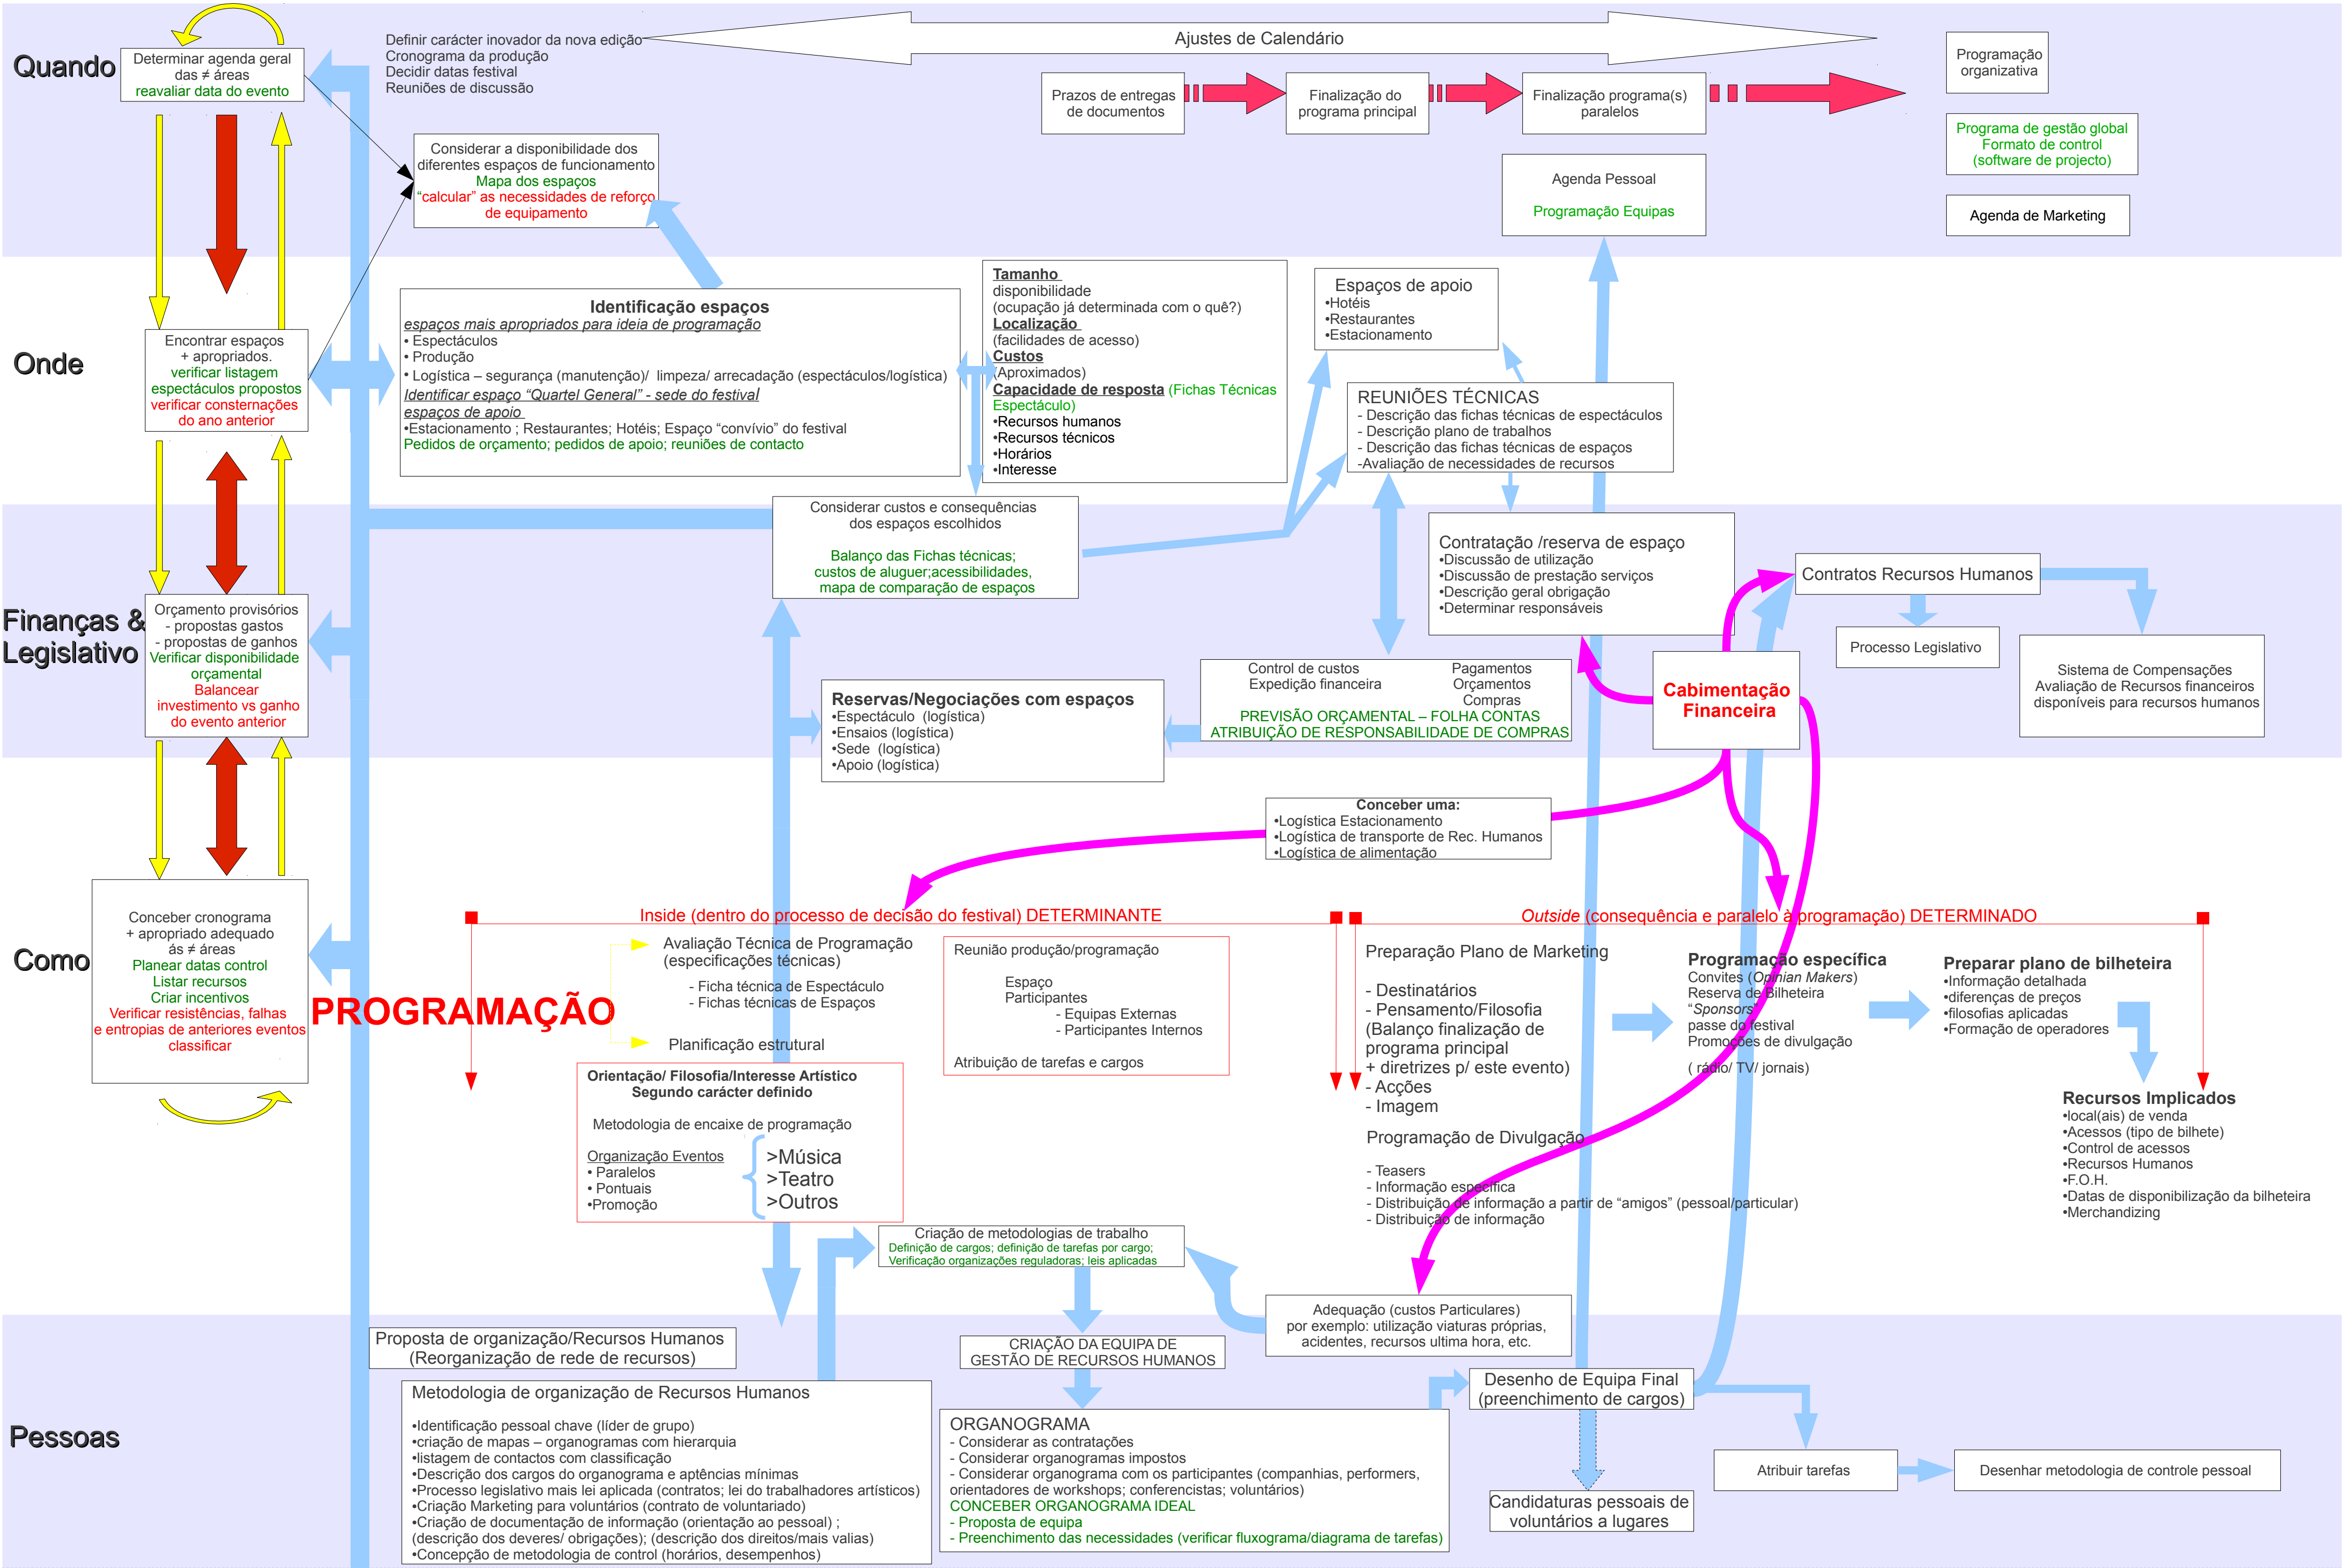 Quando
Determinar agenda geral
das ≠ áreas
reavaliar data do evento
Definir carácter inovador da nova edição
Cronograma da produção
Decidir datas festival
Reuniões de discussão
Ajustes de Calendário
Prazos de entregas
de documentos
Finalização do
programa principal
Finalização programa(s)
paralelos
Programação
organizativa
Programa de gestão global
Formato de control
(software de projecto)
Agenda de Marketing
Considerar a disponibilidade dos
diferentes espaços de funcionamento
Mapa dos espaços
“calcular” as necessidades de reforço
de equipamento
Agenda Pessoal
Programação Equipas
Onde
Encontrar espaços
+ apropriados.
verificar listagem
espectáculos propostos
verificar consternações
do ano anterior
Identificação espaços
espaços mais apropriados para ideia de programação
• Espectáculos
• Produção
• Logística – segurança (manutenção)/ limpeza/ arrecadação (espectáculos/logística)
Identificar espaço “Quartel General” - sede do festival
espaços de apoio
•Estacionamento ; Restaurantes; Hotéis; Espaço “convívio” do festival
Pedidos de orçamento; pedidos de apoio; reuniões de contacto
Tamanho
disponibilidade
(ocupação já determinada com o quê?)
Localização
(facilidades de acesso)
Custos
(Aproximados)
Capacidade de resposta (Fichas Técnicas
Espectáculo)
•Recursos humanos
•Recursos técnicos
•Horários
•Interesse
Espaços de apoio
•Hotéis
•Restaurantes
•Estacionamento
REUNIÕES TÉCNICAS
- Descrição das fichas técnicas de espectáculos
- Descrição plano de trabalhos
- Descrição das fichas técnicas de espaços
-Avaliação de necessidades de recursos
Finanças &
Legislativo
Orçamento provisórios
- propostas gastos
- propostas de ganhos
Verificar disponibilidade
orçamental
Balancear
investimento vs ganho
do evento anterior
Considerar custos e consequências
dos espaços escolhidos
Balanço das Fichas técnicas;
custos de aluguer;acessibilidades,
mapa de comparação de espaços
Contratação /reserva de espaço
•Discussão de utilização
•Discussão de prestação serviços
•Descrição geral obrigação
•Determinar responsáveis
Contratos Recursos Humanos
Processo Legislativo
Sistema de Compensações
Avaliação de Recursos financeiros
disponíveis para recursos humanos
Cabimentação
Financeira
Control de custos Pagamentos
Expedição financeira Orçamentos
Compras
PREVISÃO ORÇAMENTAL – FOLHA CONTAS
ATRIBUIÇÃO DE RESPONSABILIDADE DE COMPRAS
Reservas/Negociações com espaços
•Espectáculo (logística)
•Ensaios (logística)
•Sede (logística)
•Apoio (logística)
Conceber uma:
•Logística Estacionamento
•Logística de transporte de Rec. Humanos
•Logística de alimentação
Como
Conceber cronograma
+ apropriado adequado
ás ≠ áreas
Planear datas control
Listar recursos
Criar incentivos
Verificar resistências, falhas
e entropias de anteriores eventos
classificar
PROGRAMAÇÃO
Inside (dentro do processo de decisão do festival) DETERMINANTE
Avaliação Técnica de Programação
(especificações técnicas)
- Ficha técnica de Espectáculo
- Fichas técnicas de Espaços
Planificação estrutural
Reunião produção/programação
Espaço
Participantes
- Equipas Externas
- Participantes Internos
Atribuição de tarefas e cargos
Orientação/ Filosofia/Interesse Artístico
Segundo carácter definido
Metodologia de encaixe de programação
Organização Eventos
• Paralelos
• Pontuais
•Promoção
>Música
>Teatro
>Outros
Outside (consequência e paralelo à programação) DETERMINADO
Preparação Plano de Marketing
- Destinatários
- Pensamento/Filosofia
(Balanço finalização de
programa principal
+ diretrizes p/ este evento)
- Acções
- Imagem
Programação de Divulgação
- Teasers
- Informação específica
- Distribuição de informação a partir de “amigos” (pessoal/particular)
- Distribuição de informação
Programação específica
Convites (Opinian Makers)
Reserva de Bilheteira
“Sponsors”
passe do festival
Promoções de divulgação
( rádio/ TV/ jornais)
Preparar plano de bilheteira
•Informação detalhada
•diferenças de preços
•filosofias aplicadas
•Formação de operadores
Recursos Implicados
•local(ais) de venda
•Acessos (tipo de bilhete)
•Control de acessos
•Recursos Humanos
•F.O.H.
•Datas de disponibilização da bilheteira
•Merchandizing
Criação de metodologias de trabalho
Definição de cargos; definição de tarefas por cargo;
Verificação organizações reguladoras; leis aplicadas
Adequação (custos Particulares)
por exemplo: utilização viaturas próprias,
acidentes, recursos ultima hora, etc.
Pessoas
Proposta de organização/Recursos Humanos
(Reorganização de rede de recursos)
Metodologia de organização de Recursos Humanos
•Identificação pessoal chave (líder de grupo)
•criação de mapas – organogramas com hierarquia
•listagem de contactos com classificação
•Descrição dos cargos do organograma e aptências mínimas
•Processo legislativo mais lei aplicada (contratos; lei do trabalhadores artísticos)
•Criação Marketing para voluntários (contrato de voluntariado)
•Criação de documentação de informação (orientação ao pessoal) ;
(descrição dos deveres/ obrigações); (descrição dos direitos/mais valias)
•Concepção de metodologia de control (horários, desempenhos)
CRIAÇÃO DA EQUIPA DE
GESTÃO DE RECURSOS HUMANOS
ORGANOGRAMA
- Considerar as contratações
- Considerar organogramas impostos
- Considerar organograma com os participantes (companhias, performers,
orientadores de workshops; conferencistas; voluntários)
CONCEBER ORGANOGRAMA IDEAL
- Proposta de equipa
- Preenchimento das necessidades (verificar fluxograma/diagrama de tarefas)
Desenho de Equipa Final
(preenchimento de cargos)
Candidaturas pessoais de
voluntários a lugares
Atribuir tarefas
Desenhar metodologia de controle pessoal